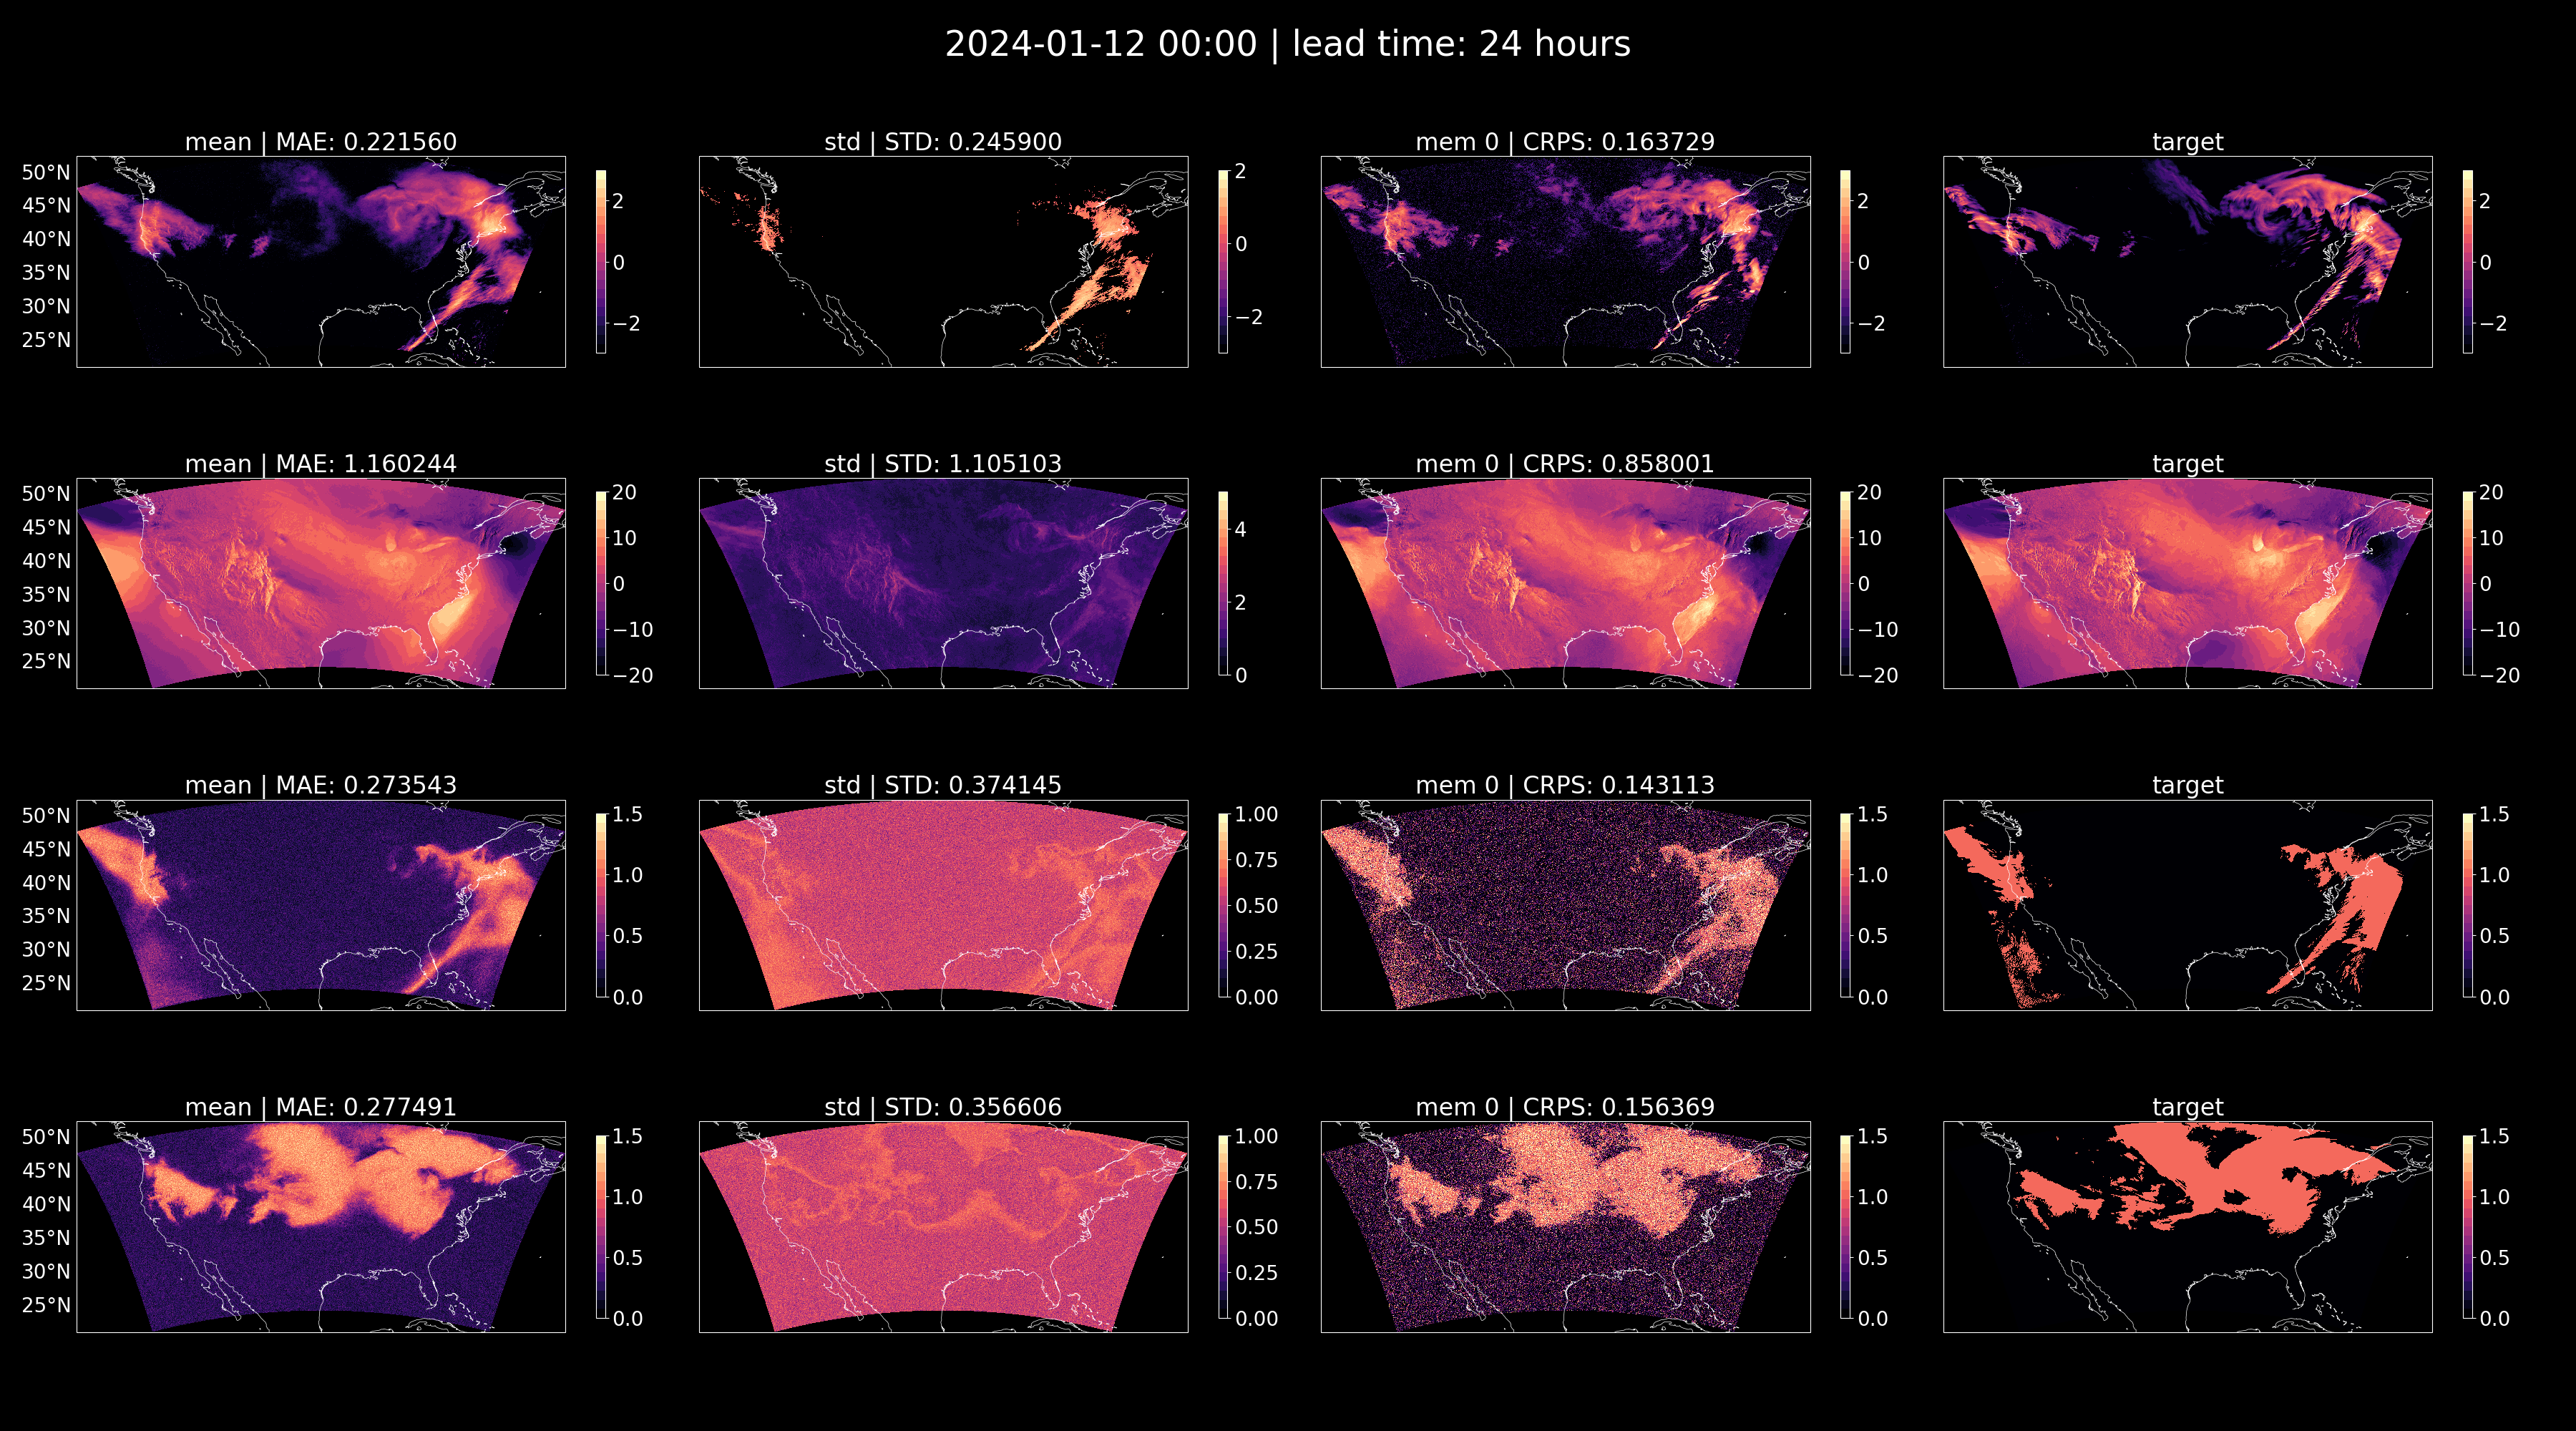 2024-01-12 00:00 | lead time: 24 hours
mean | MAE: 0.221560
std | STD: 0.245900
mem 0 | CRPS: 0.163729
target
50°N
45°N
40°N
35°N
30°N
25°N
2
0
−2
2
0
−2
2
0
−2
2
0
−2
mean | MAE: 1.160244
std | STD: 1.105103
mem 0 | CRPS: 0.858001
target
50°N
45°N
40°N
35°N
30°N
25°N
20
10
0
−10
−20
4
2
0
20
10
0
−10
−20
20
10
0
−10
−20
mean | MAE: 0.273543
std | STD: 0.374145
mem 0 | CRPS: 0.143113
target
50°N
45°N
40°N
35°N
30°N
25°N
1.5
1.0
0.5
0.0
1.00
0.75
0.50
0.25
0.00
1.5
1.0
0.5
0.0
1.5
1.0
0.5
0.0
mean | MAE: 0.277491
std | STD: 0.356606
mem 0 | CRPS: 0.156369
target
50°N
45°N
40°N
35°N
30°N
25°N
1.5
1.0
0.5
0.0
1.00
0.75
0.50
0.25
0.00
1.5
1.0
0.5
0.0
1.5
1.0
0.5
0.0